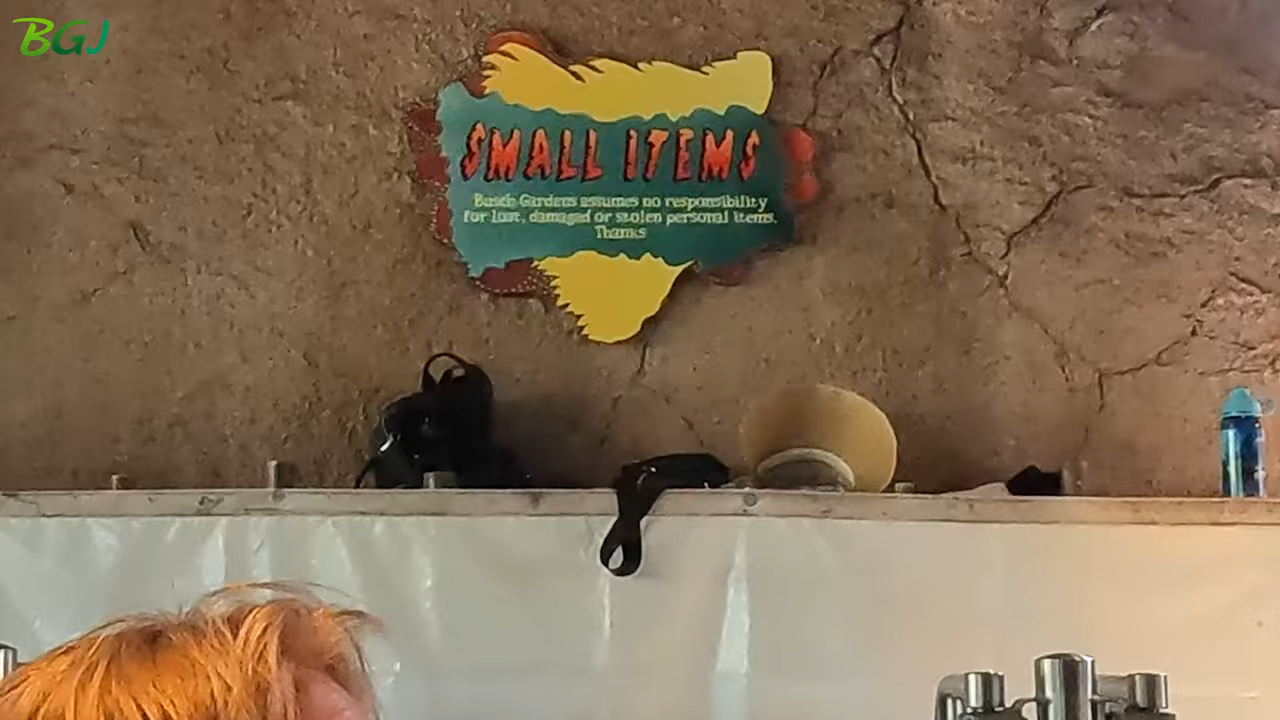 BGJ
SMALL ITEMS
Busch Gardens assumes no responsibility
for lost, damaged or stolen personal items.
Thanks